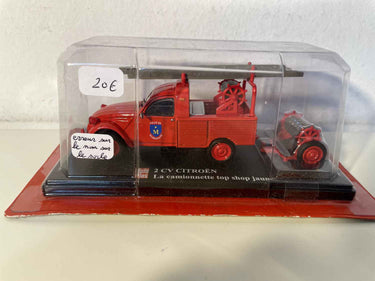 20€
erreur sur
le nom sur
le socle
M
2 CV CITROËN
La camionnette top shop jaune